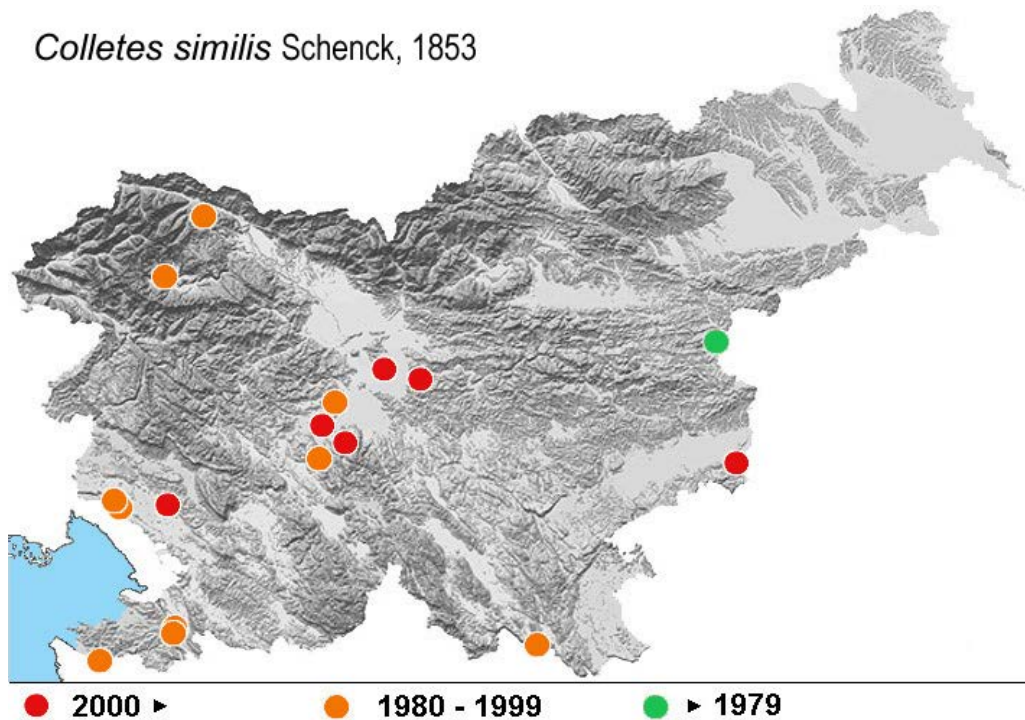 Colletes similis Schenck, 1853
2000 ► 1980 - 1999 ► 1979